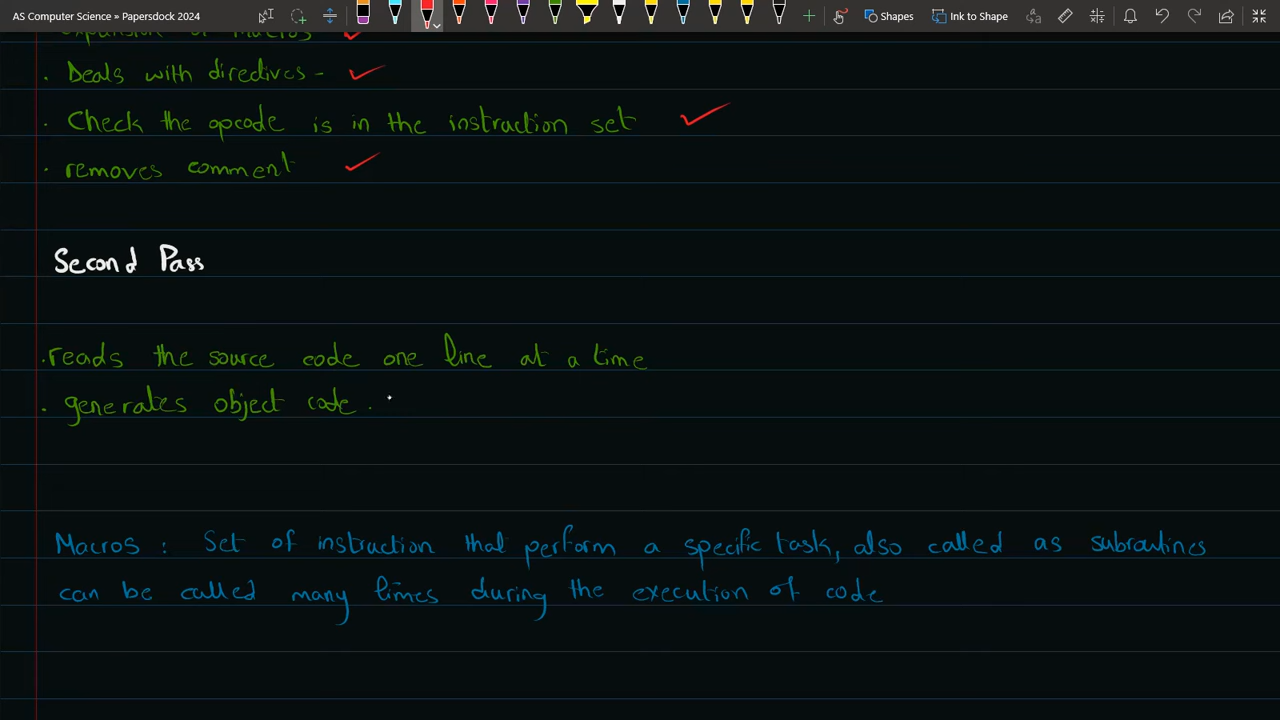 AS Computer Science » Papersdock 2024
Shapes
Ink to Shape
expansion of macros
. Deals with directives -
. Check the opcode is in the instruction set
. removes comment
Second Pass
. reads the source code one line at a time
. generates object code .
Macros : Set of instruction that perform a specific task, also called as subroutines
can be called many times during the execution of code